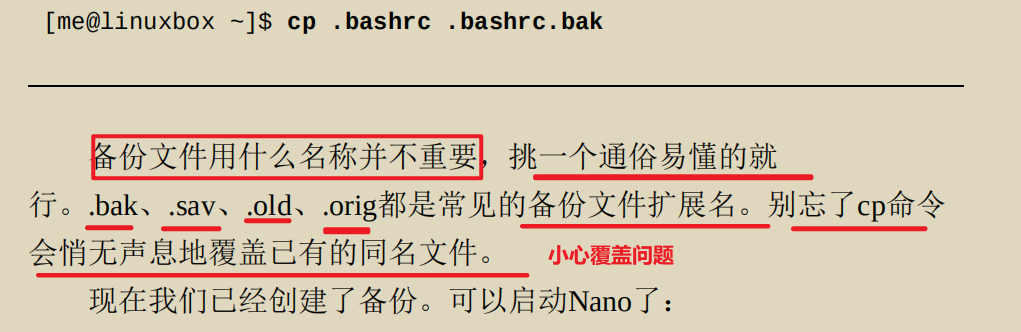 [me@linuxbox ~]$ cp .bashrc .bashrc.bak
备份文件用什么名称并不重要，挑一个通俗易懂的就
行。.bak、.sav、.old、.orig都是常见的备份文件扩展名。别忘了cp命令
会悄无声息地覆盖已有的同名文件。 小心覆盖问题
现在我们已经创建了备份。可以启动Nano了：